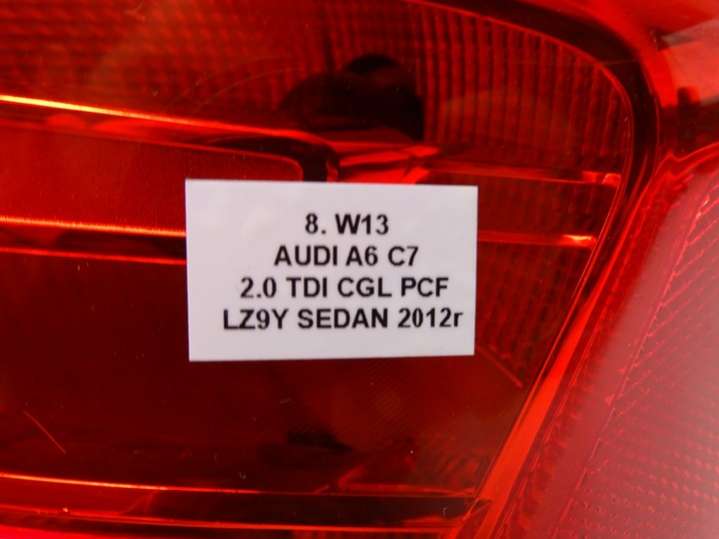 8. W13
AUDI A6 C7
2.0 TDI CGL PCF
LZ9Y SEDAN 2012r